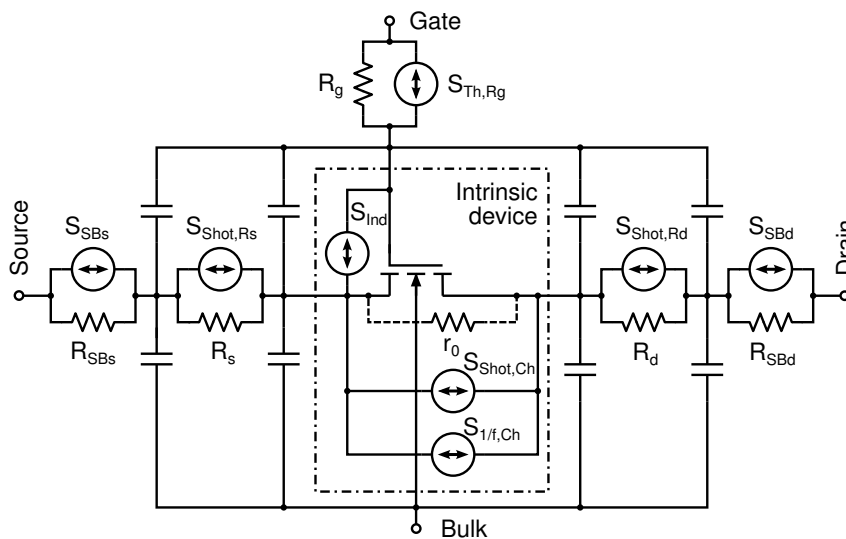 Gate
R_g
S_Th,Rg
Intrinsic
device
S_Ind
Source
S_SBs
S_Shot,Rs
S_Shot,Rd
S_SBd
Drain
R_SBs
R_s
r_0
R_d
R_SBd
S_Shot,Ch
S_1/f,Ch
Bulk